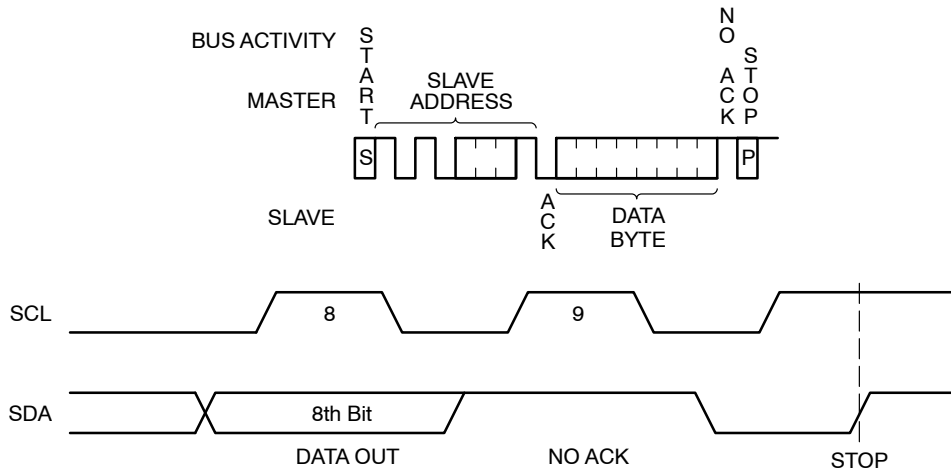 BUS ACTIVITY
MASTER
START
SLAVE
ADDRESS
NO ACK
STOP
S
P
SLAVE
ACK
DATA
BYTE
SCL
8
9
SDA
8th Bit
DATA OUT
NO ACK
STOP